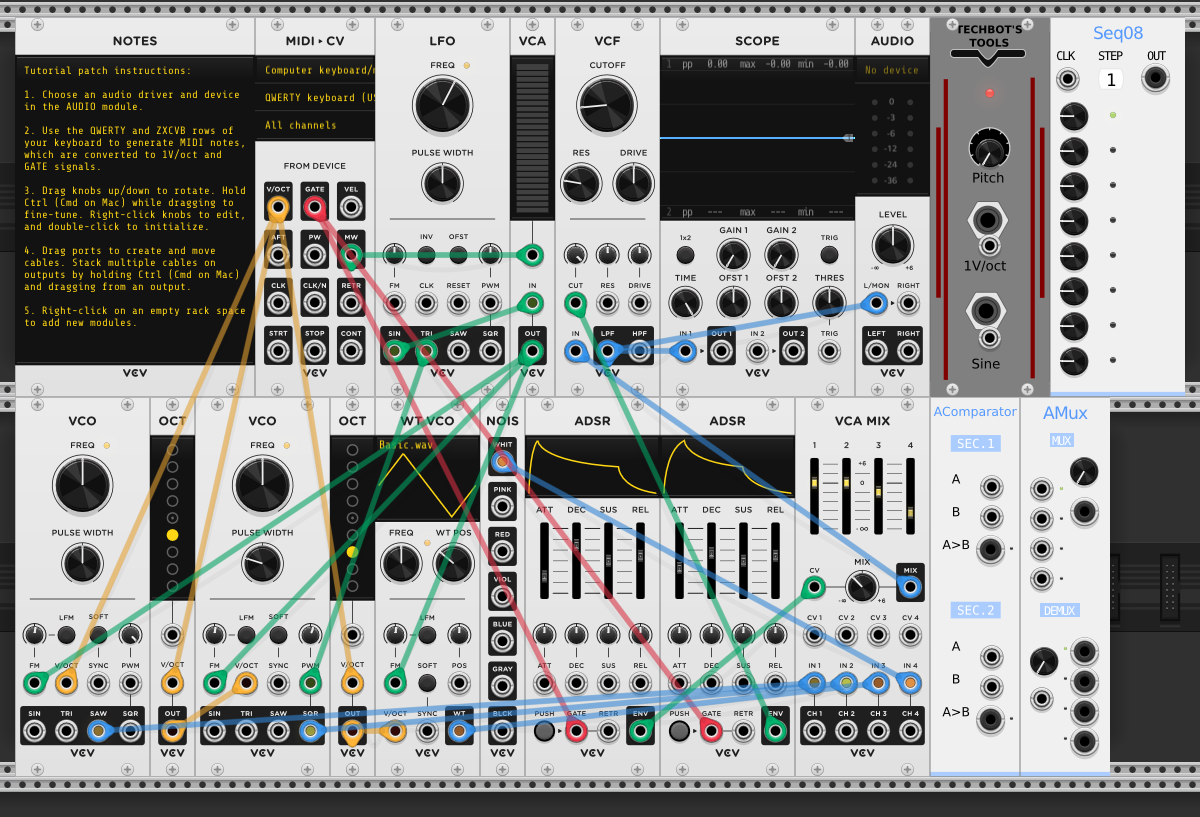 NOTES
Tutorial patch instructions:
1. Choose an audio driver and device
in the AUDIO module.
2. Use the QWERTY and ZXCVB rows of
your keyboard to generate MIDI notes,
which are converted to 1V/oct and
GATE signals.
3. Drag knobs up/down to rotate. Hold
Ctrl (Cmd on Mac) while dragging to
fine-tune. Right-click knobs to edit,
and double-click to initialize.
4. Drag ports to create and move
cables. Stack multiple cables on
outputs by holding Ctrl (Cmd on Mac)
and dragging from an output.
5. Right-click on an empty rack space
to add new modules.
VCV
MIDI ▸ CV
Computer keyboard/
QWERTY keyboard (US
All channels
FROM DEVICE
V/OCT GATE VEL
AFT PW MW
CLK CLK/N RETR
STRT STOP CONT
VCV
LFO
FREQ
PULSE WIDTH
INV OFST
FM CLK RESET PWM
SIN TRI SAW SQR
VCV
VCA
IN
OUT
VCV
VCF
CUTOFF
RES DRIVE
CUT RES DRIVE
IN LPF HPF
VCV
SCOPE
1 pp 0.00 max -0.00 min -0.00
2 pp --- max --- min ---
1x2 GAIN 1 GAIN 2 TRIG
TIME OFST 1 OFST 2 THRES
IN 1 OUT 1 IN 2 OUT 2 TRIG
VCV
AUDIO
No device
0
-3
-6
-12
-24
-36
LEVEL
-∞ +6
L/MON RIGHT
LEFT RIGHT
VCV
TECHBOT'S
TOOLS
Pitch
1V/oct
Sine
Seq08
CLK STEP OUT
1
VCO
FREQ
PULSE WIDTH
LFM SOFT
FM V/OCT SYNC PWM
SIN TRI SAW SQR
VCV
OCT
V/OCT
OUT
VCV
VCO
FREQ
PULSE WIDTH
LFM SOFT
FM V/OCT SYNC PWM
SIN TRI SAW SQR
VCV
OCT
V/OCT
OUT
VCV
WT VCO
Basic.wav
FREQ WT POS
LFM
FM SOFT POS
V/OCT SYNC WT
VCV
NOIS
WHIT
PINK
RED
VIOL
BLUE
GRAY
BLCK
VCV
ADSR
ATT DEC SUS REL
ATT DEC SUS REL
PUSH GATE RETR ENV
VCV
ADSR
ATT DEC SUS REL
ATT DEC SUS REL
PUSH GATE RETR ENV
VCV
VCA MIX
1 2 3 4
+6
0
-∞
CV MIX MIX
-∞ +6
CV 1 CV 2 CV 3 CV 4
IN 1 IN 2 IN 3 IN 4
CH 1 CH 2 CH 3 CH 4
VCV
AComparator
SEC.1
A
B
A>B
SEC.2
A
B
A>B
AMux
MUX
DEMUX